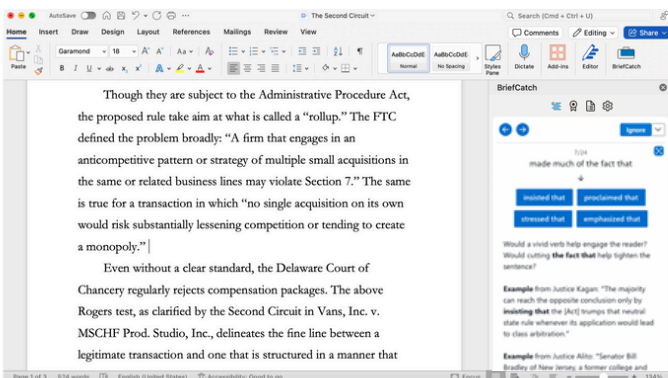 AutoSave
The Second Circuit
Search (Cmd + Ctrl + U)
Home Insert Draw Design Layout References Mailings Review View
Comments Editing Share
Paste
Garamond 18
Aa
B I U
AaBbCcDdE AaBbCcDdE
Normal No Spacing
Styles Pane
Dictate Add-ins Editor BriefCatch
Though they are subject to the Administrative Procedure Act,
the proposed rule take aim at what is called a “rollup.” The FTC
defined the problem broadly: “A firm that engages in an
anticompetitive pattern or strategy of multiple small acquisitions in
the same or related business lines may violate Section 7.” The same
is true for a transaction in which “no single acquisition on its own
would risk substantially lessening competition or tending to create
a monopoly.”
Even without a clear standard, the Delaware Court of
Chancery regularly rejects compensation packages. The above
Rogers test, as clarified by the Second Circuit in Vans, Inc. v.
MSCHF Prod. Studio, Inc., delineates the fine line between a
legitimate transaction and one that is structured in a manner that
BriefCatch
Ignore
7/24
made much of the fact that
insisted that proclaimed that
stressed that emphasized that
Would a vivid verb help engage the reader?
Would cutting the fact that help tighten the
sentence?
Example from Justice Kagan: "The majority
can reach the opposite conclusion only by
insisting that the [Act] trumps that neutral
state rule whenever its application would lead
to class arbitration."
Example from Justice Alito: "Senator Bill
Bradley of New Jersey, a former college and
Page 1 of 3 524 words English (United States) Accessibility: Good to go Focus 134%